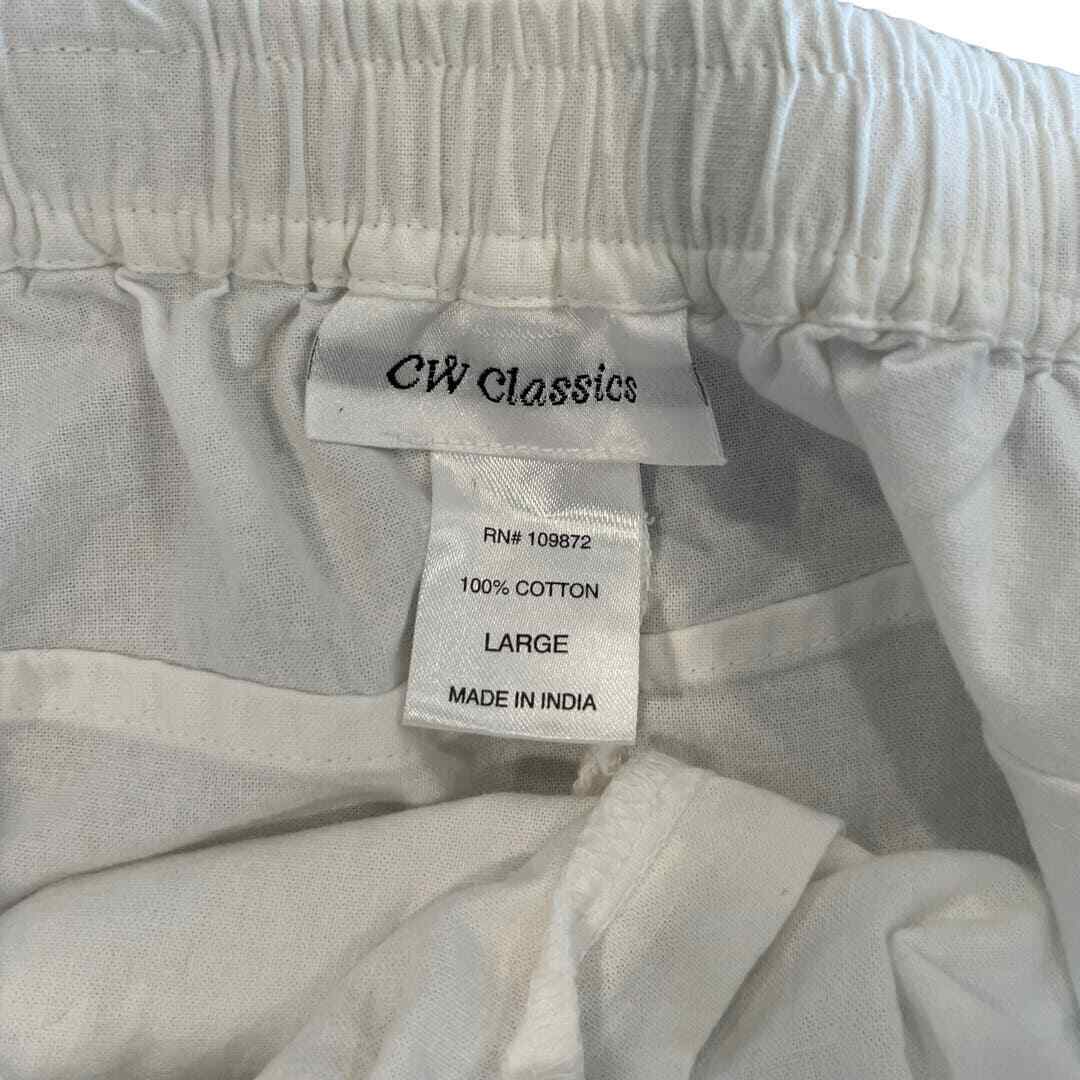 CW Classics
RN# 109872
100% COTTON
LARGE
MADE IN INDIA